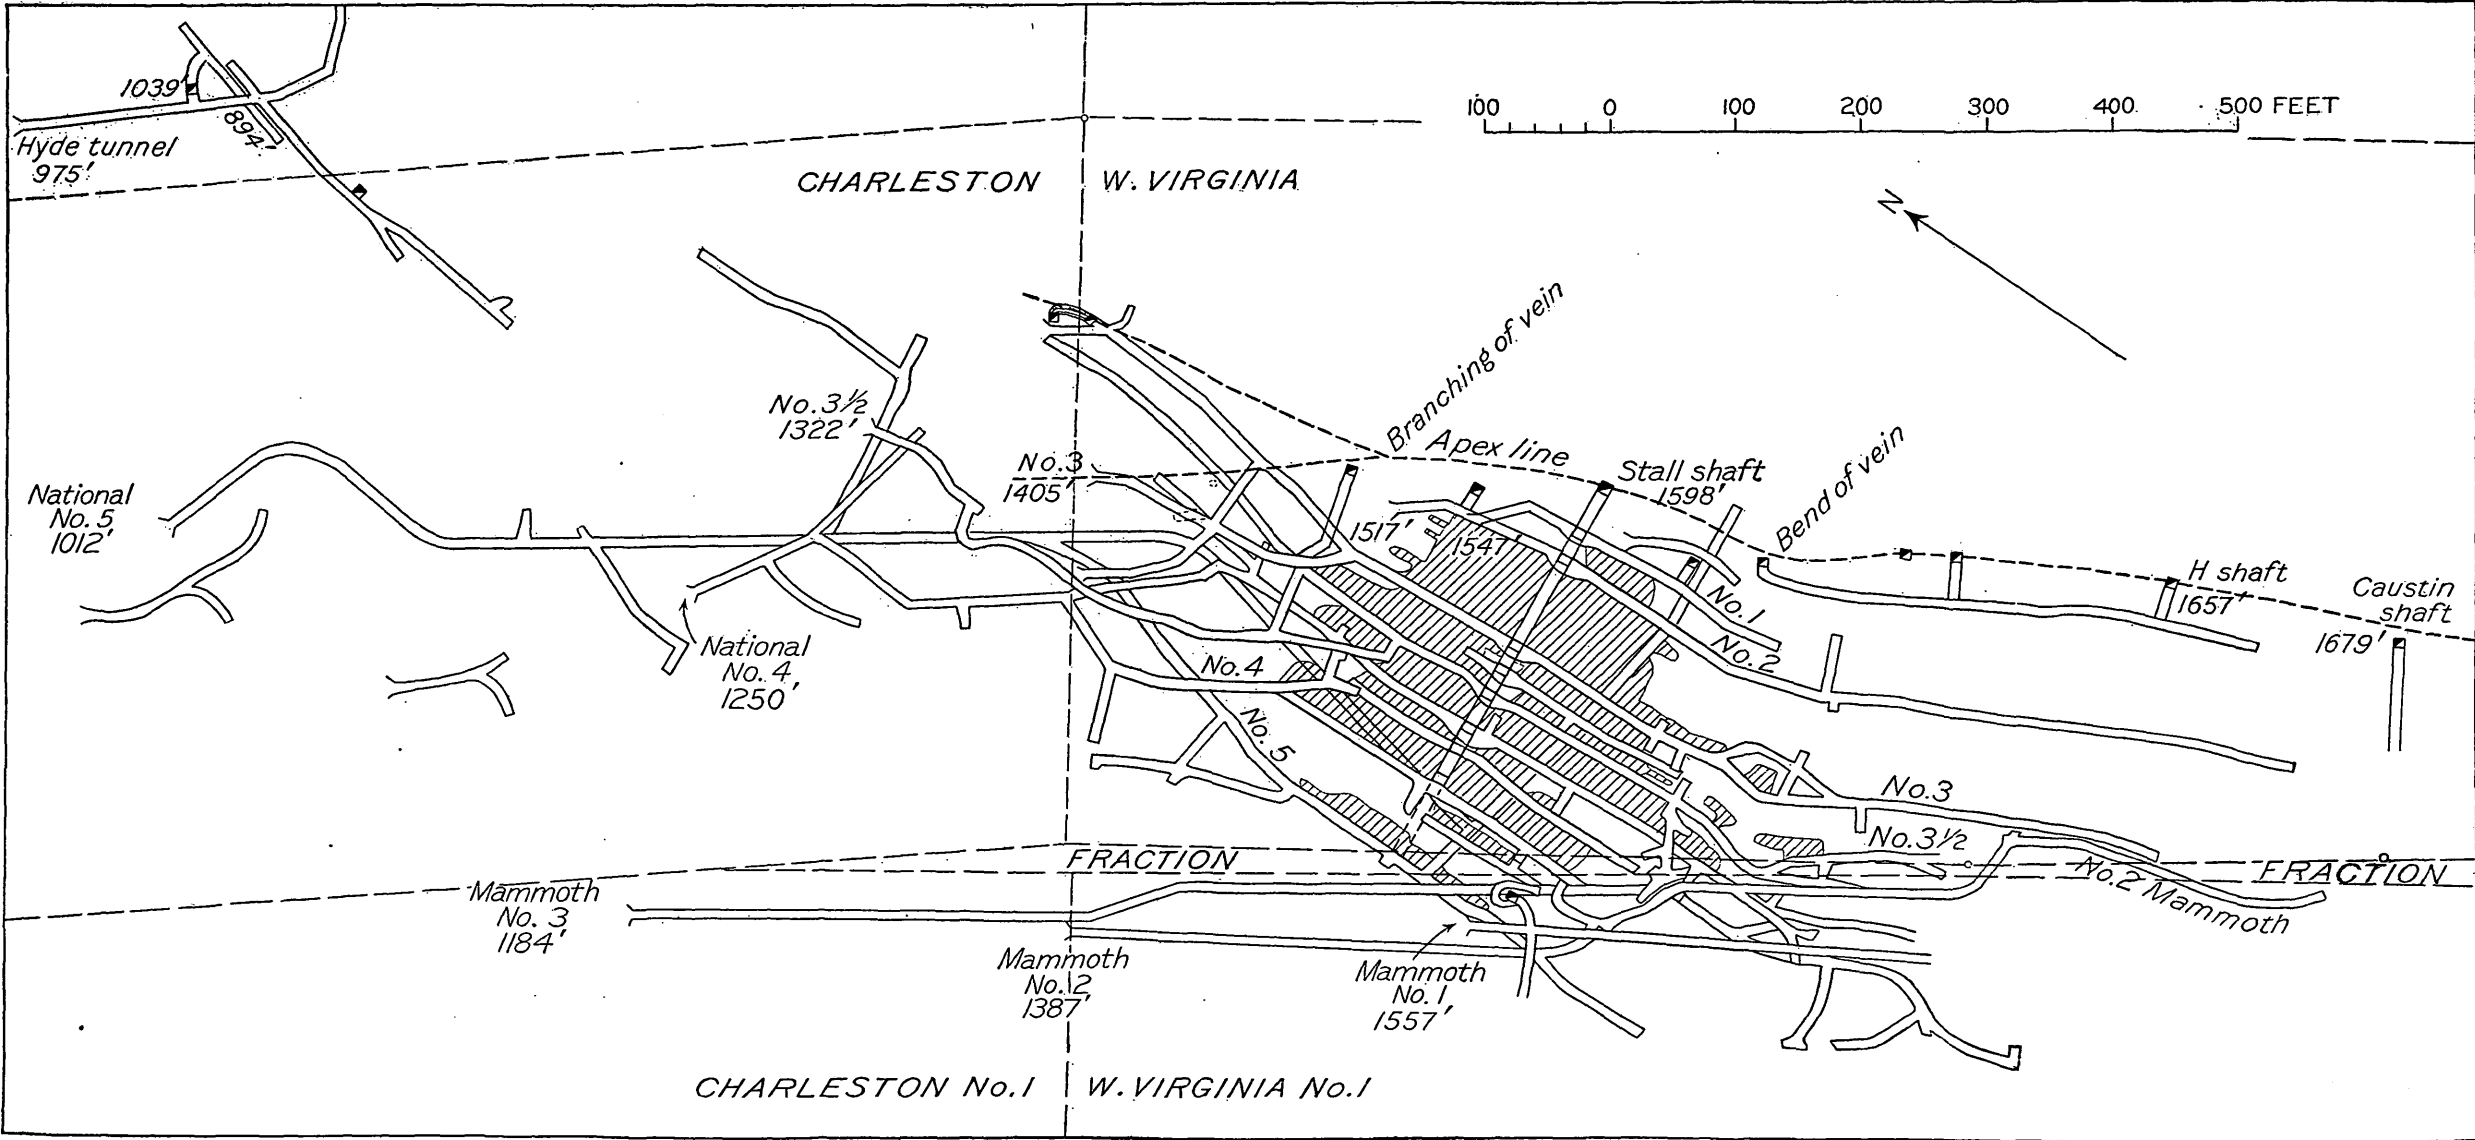 1039'
894'
Hyde tunnel
975'
100 0 100 200 300 400 500 FEET
CHARLESTON
W. VIRGINIA
N
Branching of vein
Apex line
No. 3½
1322'
No. 3
1405'
Stall shaft
1598'
Bend of vein
National
No. 5
1012'
1517'
1547'
No. 1
No. 2
H shaft
1657'
Caustin
shaft
1679'
National
No. 4
1250'
No. 4
No. 5
No. 3
No. 3½
FRACTION
FRACTION
No. 2 Mammoth
Mammoth
No. 3
1184'
Mammoth
No. 2
1387'
Mammoth
No. 1
1557'
CHARLESTON No. 1
W. VIRGINIA No. 1